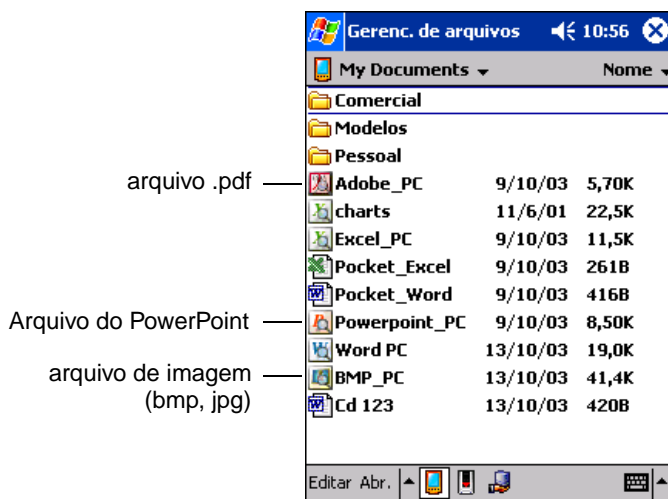 Gerenc. de arquivos 10:56
My Documents Nome
Comercial
Modelos
Pessoal
arquivo .pdf
Adobe_PC 9/10/03 5,70K
charts 11/6/01 22,5K
Excel_PC 9/10/03 11,5K
Pocket_Excel 9/10/03 261B
Pocket_Word 9/10/03 416B
Arquivo do PowerPoint
Powerpoint_PC 9/10/03 8,50K
Word PC 13/10/03 19,0K
arquivo de imagem
(bmp, jpg)
BMP_PC 13/10/03 41,4K
Cd 123 13/10/03 420B
Editar Abr.